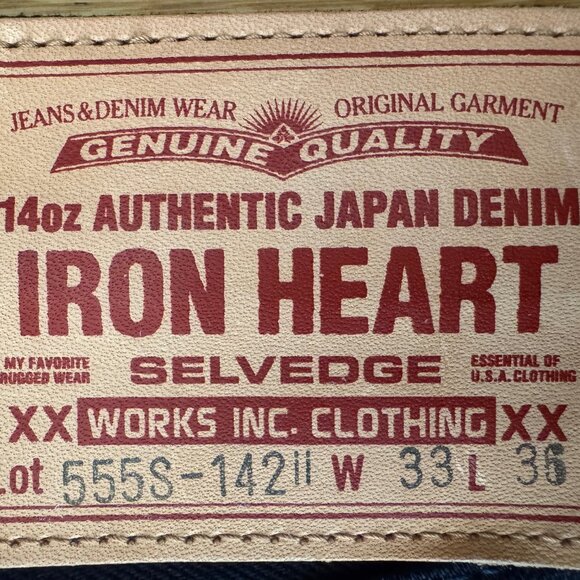 JEANS&DENIM WEAR ORIGINAL GARMENT
GENUINE QUALITY
14oz AUTHENTIC JAPAN DENIM
IRON HEART
MY FAVORITE RUGGED WEAR SELVEDGE ESSENTIAL OF U.S.A. CLOTHING
XX WORKS INC. CLOTHING XX
Lot 555S-142ii W 33 L 36